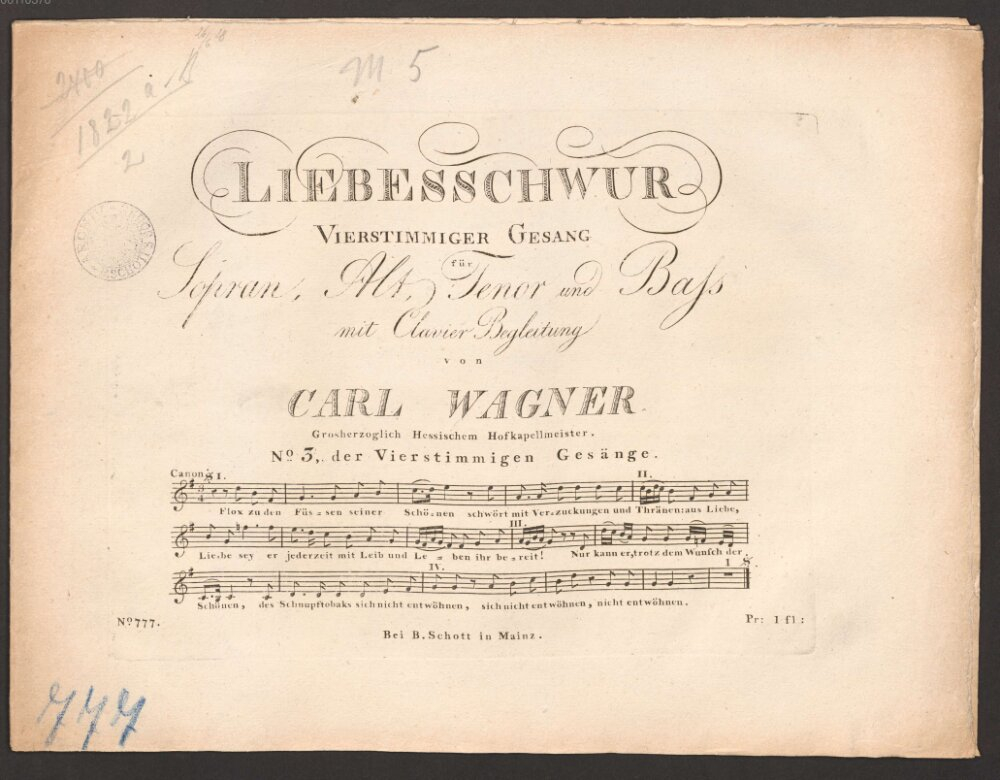 M 5
LIEBESSCHWUR
VIERSTIMMIGER GESANG
für
Sopran, Alt, Tenor und Baſs
mit Clavier Begleitung
von
CARL WAGNER.
Grosherzoglich Hessischem Hofkapellmeister.
No 3, der Vierstimmigen Gesänge.
Canon. I. II.
Flox zu den Füs=sen seiner Schö=nen schwört mit Ver=zuckungen und Thränen: aus Liebe,
III.
Lie=be sey er jederzeit mit Leib und Le=ben ihr be=reit! Nur kann er, trotz dem Wunſch der
IV. I
Schönen, des Schnupftobaks sich nicht entwöhnen, sich nicht entwöhnen, nicht entwöhnen.
No 777. Pr: 1 fl:
Bei B. Schott in Mainz.
777